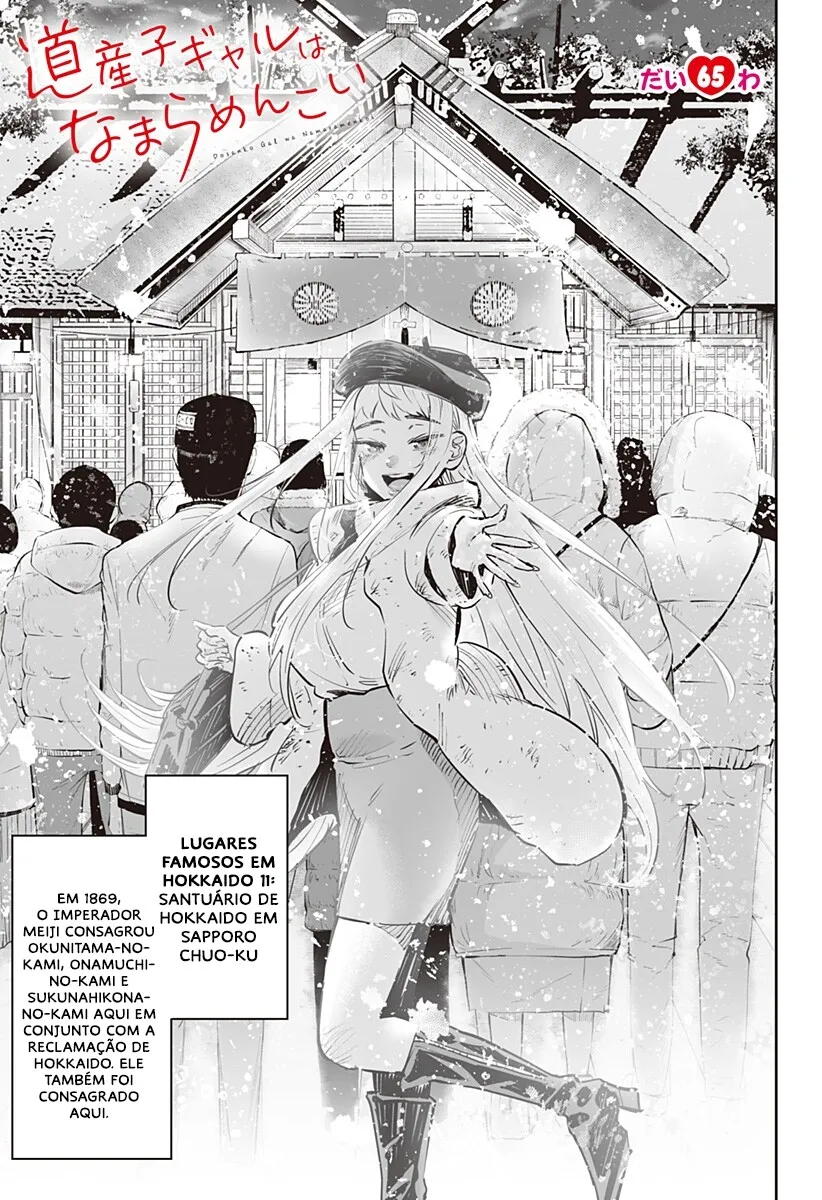 道産子ギャルは
なまらめんこい
Dosanko Gal wa Namaramenkoi
だい65わ
LUGARES
FAMOSOS EM
HOKKAIDO 11:
SANTUÁRIO DE
HOKKAIDO EM
SAPPORO
CHUO-KU
EM 1869,
O IMPERADOR
MEIJI CONSAGROU
OKUNITAMA-NO-
KAMI, ONAMUCHI-
NO-KAMI E
SUKUNAHIKONA-
NO-KAMI AQUI EM
CONJUNTO COM A
RECLAMAÇÃO DE
HOKKAIDO. ELE
TAMBÉM FOI
CONSAGRADO
AQUI.